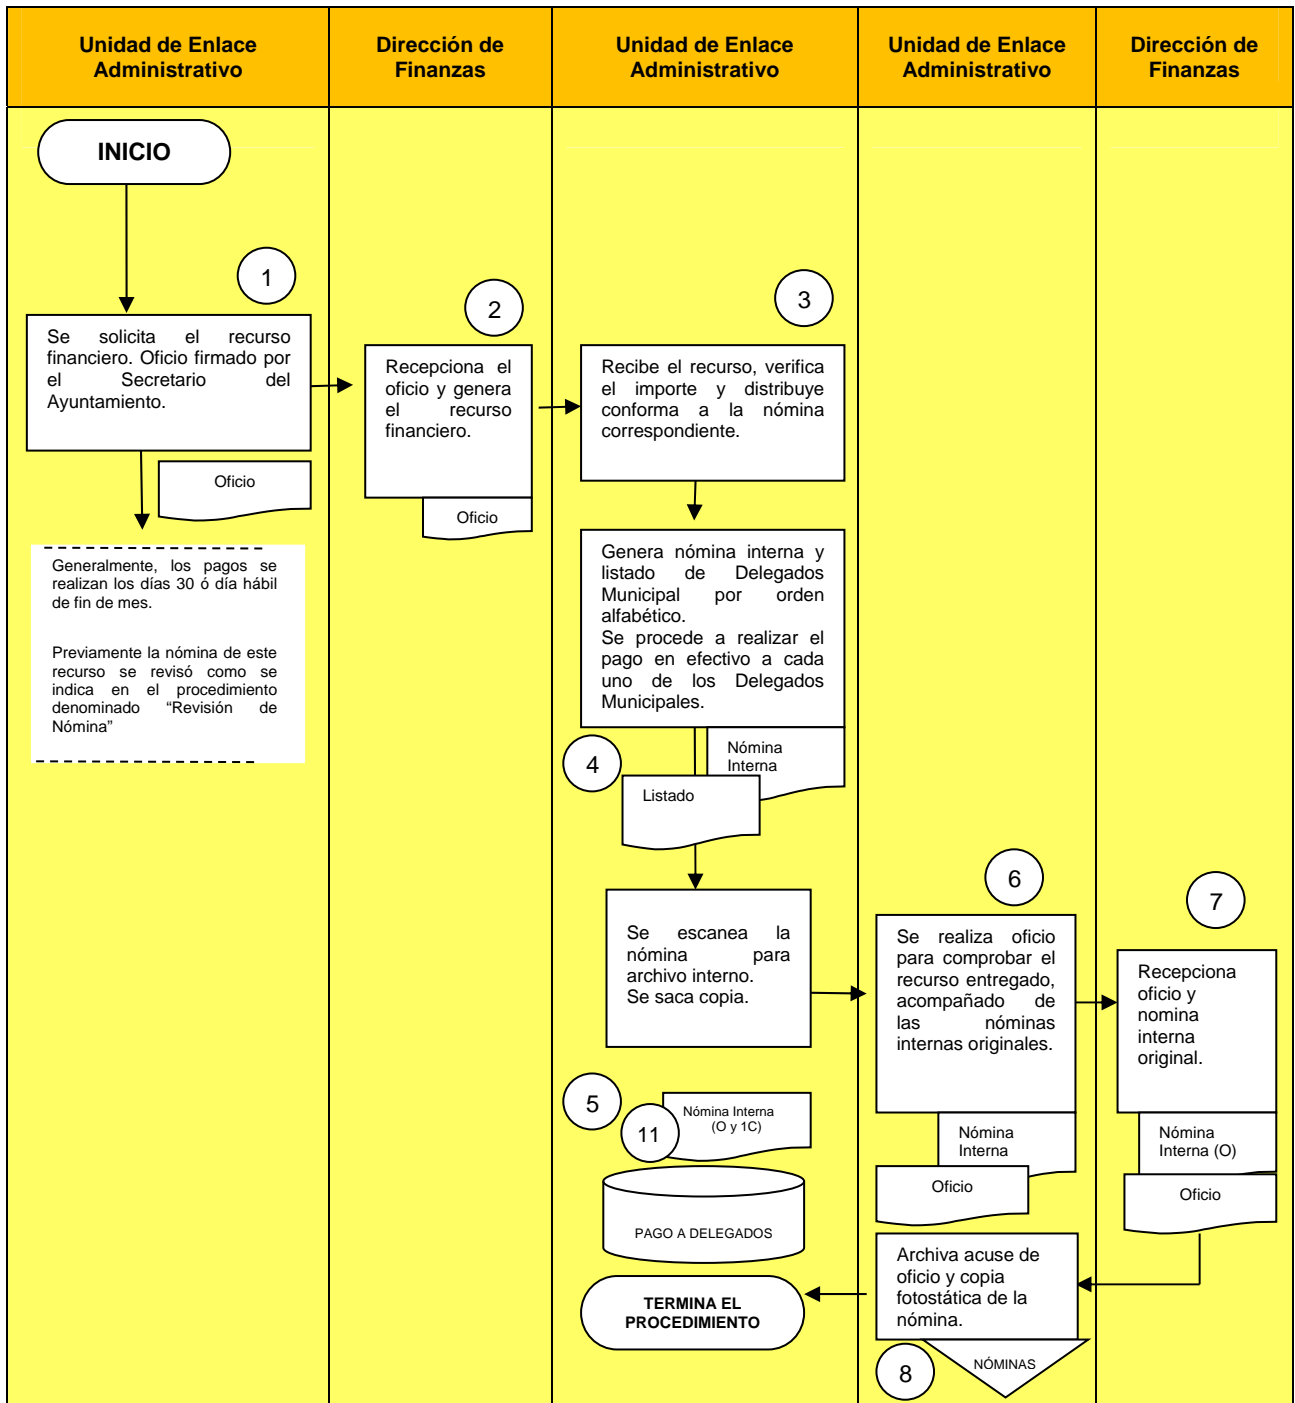 Unidad de Enlace
Administrativo
Dirección de
Finanzas
Unidad de Enlace
Administrativo
Unidad de Enlace
Administrativo
Dirección de
Finanzas
INICIO
1
Se solicita el recurso
financiero. Oficio firmado por
el Secretario del
Ayuntamiento.
Oficio
Generalmente, los pagos se
realizan los días 30 ó día hábil
de fin de mes.
Previamente la nómina de este
recurso se revisó como se
indica en el procedimiento
denominado “Revisión de
Nómina”
2
Recepciona el
oficio y genera
el recurso
financiero.
Oficio
3
Recibe el recurso, verifica
el importe y distribuye
conforma a la nómina
correspondiente.
Genera nómina interna y
listado de Delegados
Municipal por orden
alfabético.
Se procede a realizar el
pago en efectivo a cada
uno de los Delegados
Municipales.
4
Nómina
Interna
Listado
Se escanea la
nómina para
archivo interno.
Se saca copia.
5
11
Nómina Interna
(O y 1C)
PAGO A DELEGADOS
TERMINA EL
PROCEDIMIENTO
6
Se realiza oficio
para comprobar el
recurso entregado,
acompañado de
las nóminas
internas originales.
Nómina
Interna
Oficio
Archiva acuse de
oficio y copia
fotostática de la
nómina.
8
NÓMINAS
7
Recepciona
oficio y
nomina
interna
original.
Nómina
Interna (O)
Oficio